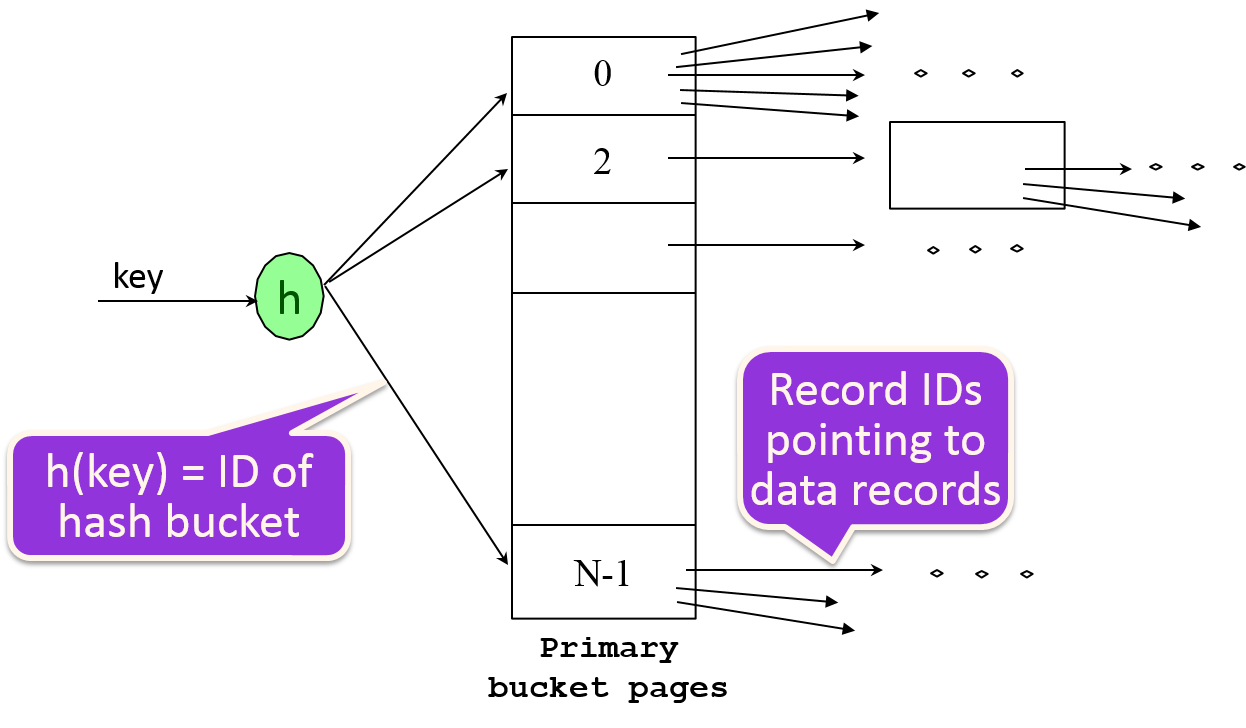 0
2
key
h
h(key) = ID of
hash bucket
Record IDs
pointing to
data records
N-1
Primary
bucket pages